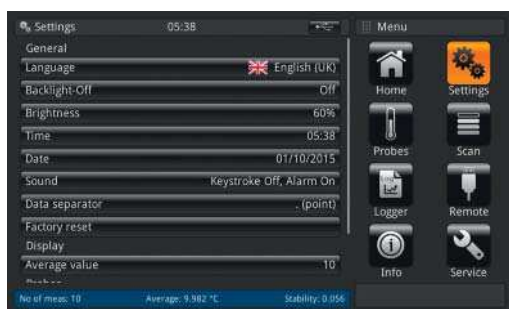 Settings 05:38
General
Language English (UK)
Backlight-Off Off
Brightness 60%
Time 05:38
Date 01/10/2015
Sound Keystroke Off, Alarm On
Data separator . (point)
Factory reset
Display
Average value 10
Probes
No of meas: 10 Average: 9.982 °C Stability: 0.056
Menu
Home Settings
Probes Scan
Log
Logger Remote
Info Service